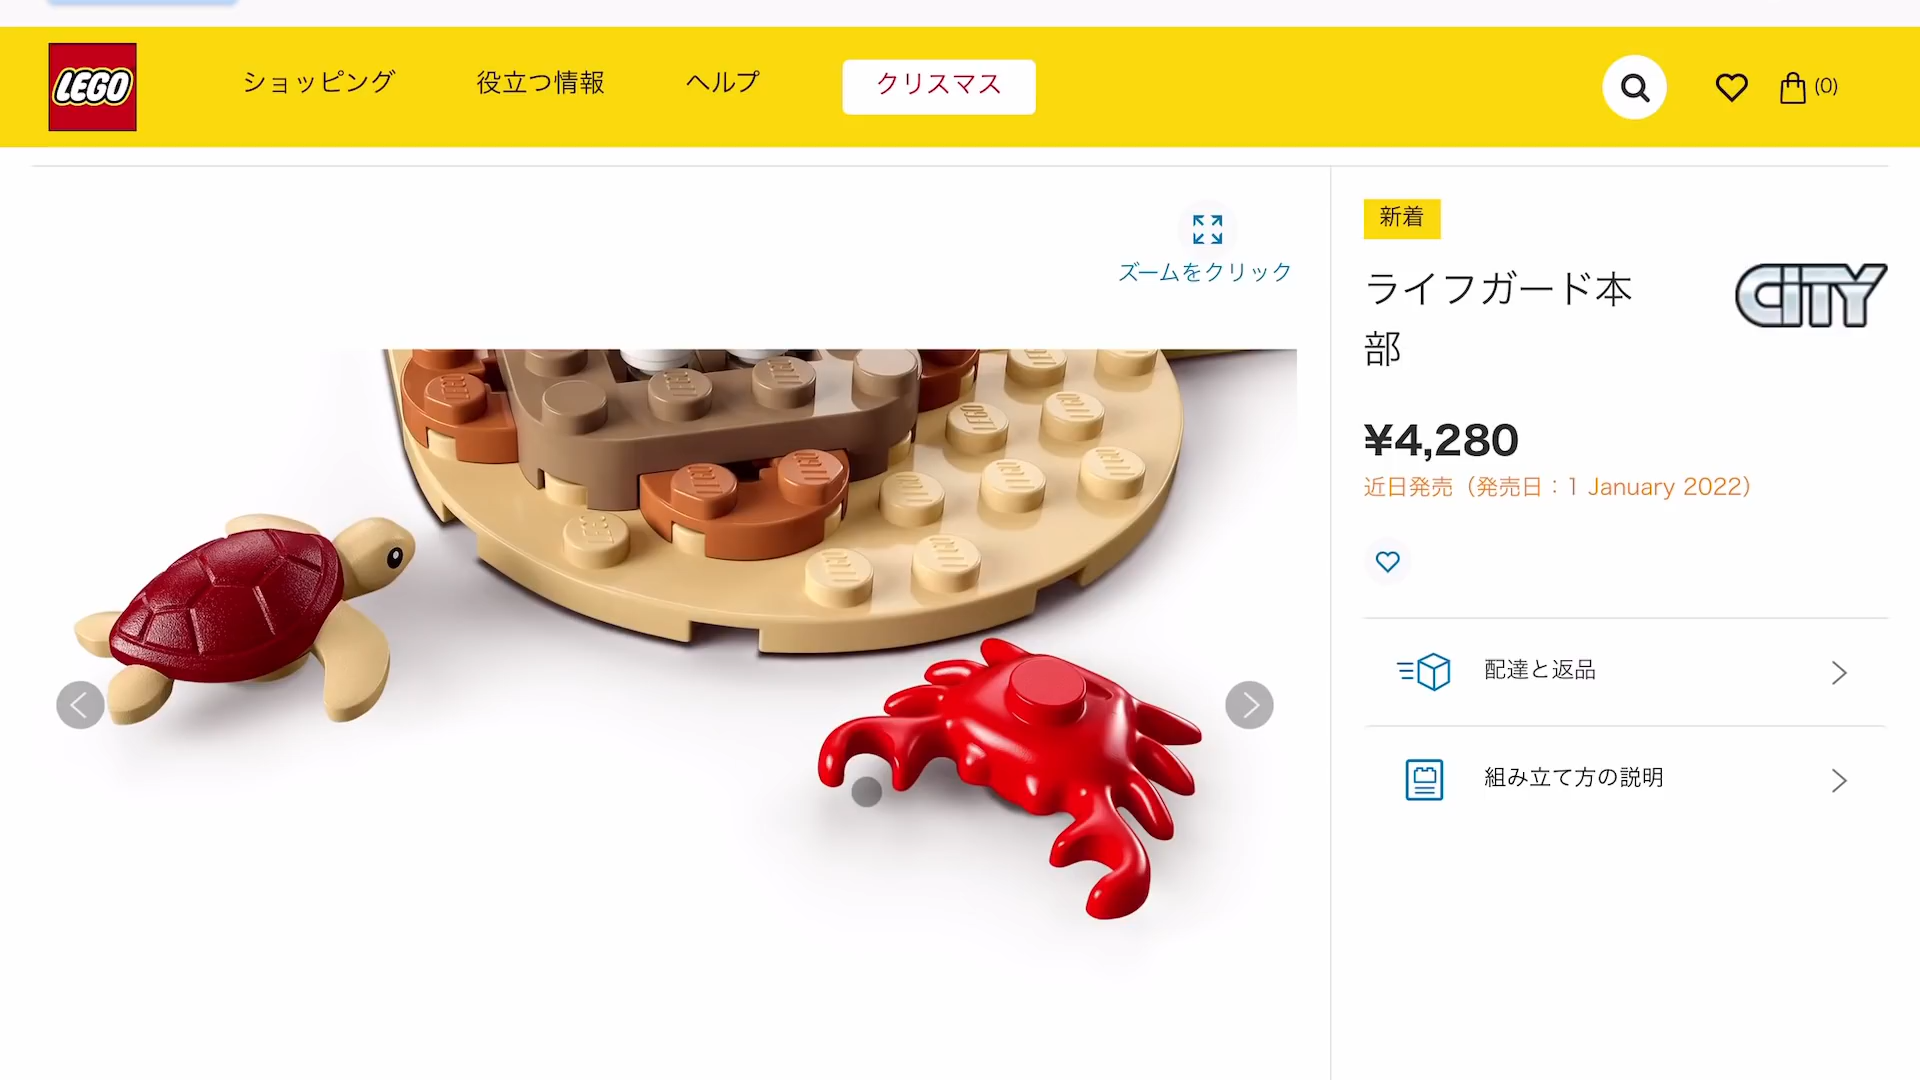 LEGO
ショッピング
役立つ情報
ヘルプ
クリスマス
(0)
ズームをクリック
新着
ライフガード本
部
CITY
¥4,280
近日発売（発売日：1 January 2022）
配達と返品
組み立て方の説明